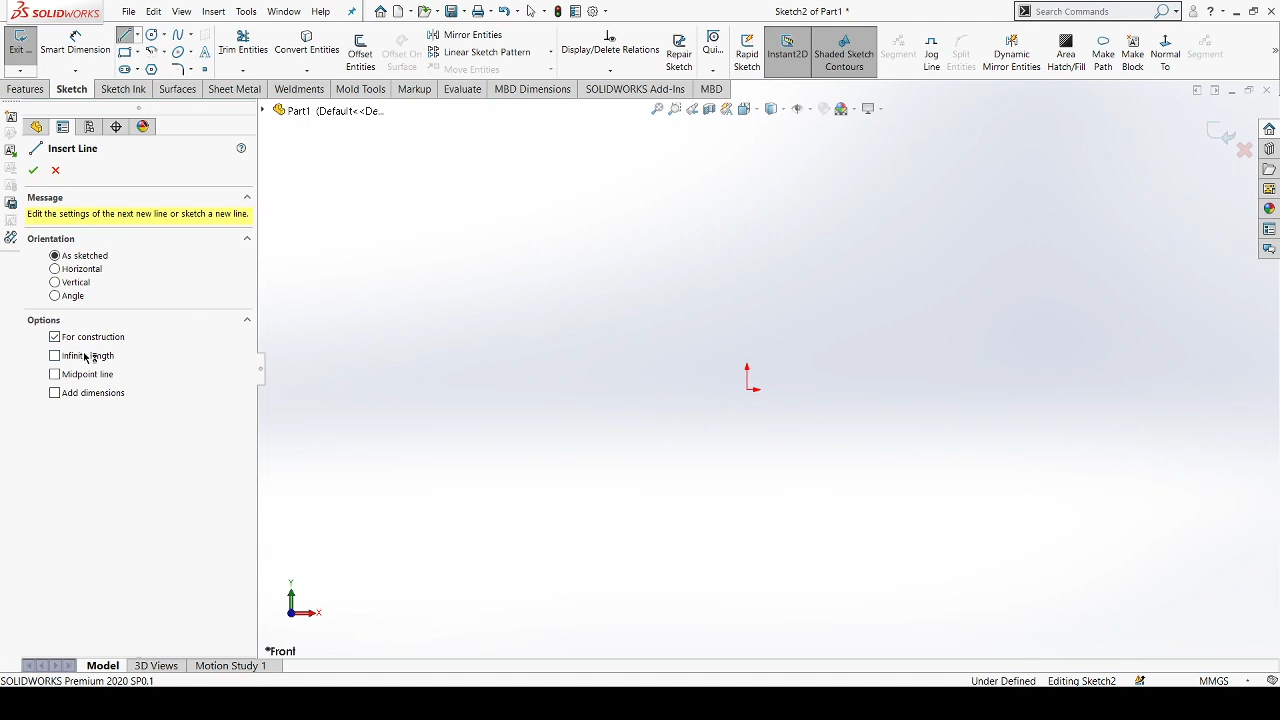 SOLIDWORKS
File Edit View Insert Tools Window Help
Sketch2 of Part1 *
Search Commands
Exit ...
Smart Dimension
Trim Entities
Convert Entities
Offset Entities
Offset On Surface
Mirror Entities
Linear Sketch Pattern
Move Entities
Display/Delete Relations
Repair Sketch
Qui...
Rapid Sketch
Instant2D
Shaded Sketch Contours
Segment
Jog Line
Split Entities
Dynamic Mirror Entities
Area Hatch/Fill
Make Path
Make Block
Normal To
Segment
Features Sketch Sketch Ink Surfaces Sheet Metal Weldments Mold Tools Markup Evaluate MBD Dimensions SOLIDWORKS Add-Ins MBD
Part1 (Default<<De...
Insert Line
Message
Edit the settings of the next new line or sketch a new line.
Orientation
As sketched
Horizontal
Vertical
Angle
Options
For construction
Infinite length
Midpoint line
Add dimensions
Y
X
*Front
Model 3D Views Motion Study 1
SOLIDWORKS Premium 2020 SP0.1
Under Defined Editing Sketch2 MMGS